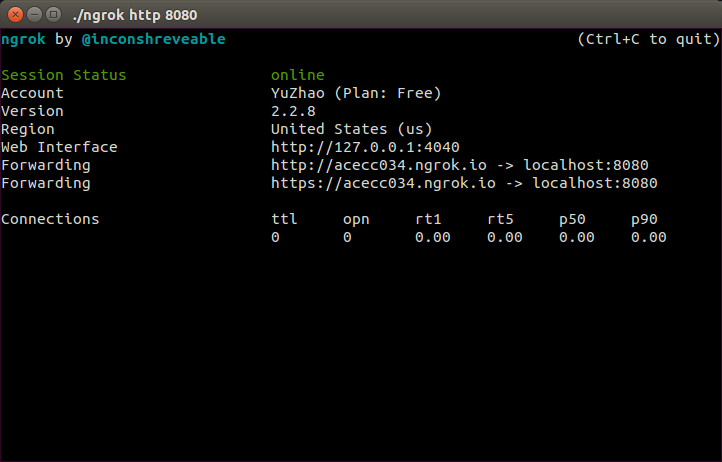 ./ngrok http 8080
ngrok by @inconshreveable (Ctrl+C to quit)
Session Status online
Account YuZhao (Plan: Free)
Version 2.2.8
Region United States (us)
Web Interface http://127.0.0.1:4040
Forwarding http://acecc034.ngrok.io -> localhost:8080
Forwarding https://acecc034.ngrok.io -> localhost:8080
Connections ttl opn rt1 rt5 p50 p90
0 0 0.00 0.00 0.00 0.00